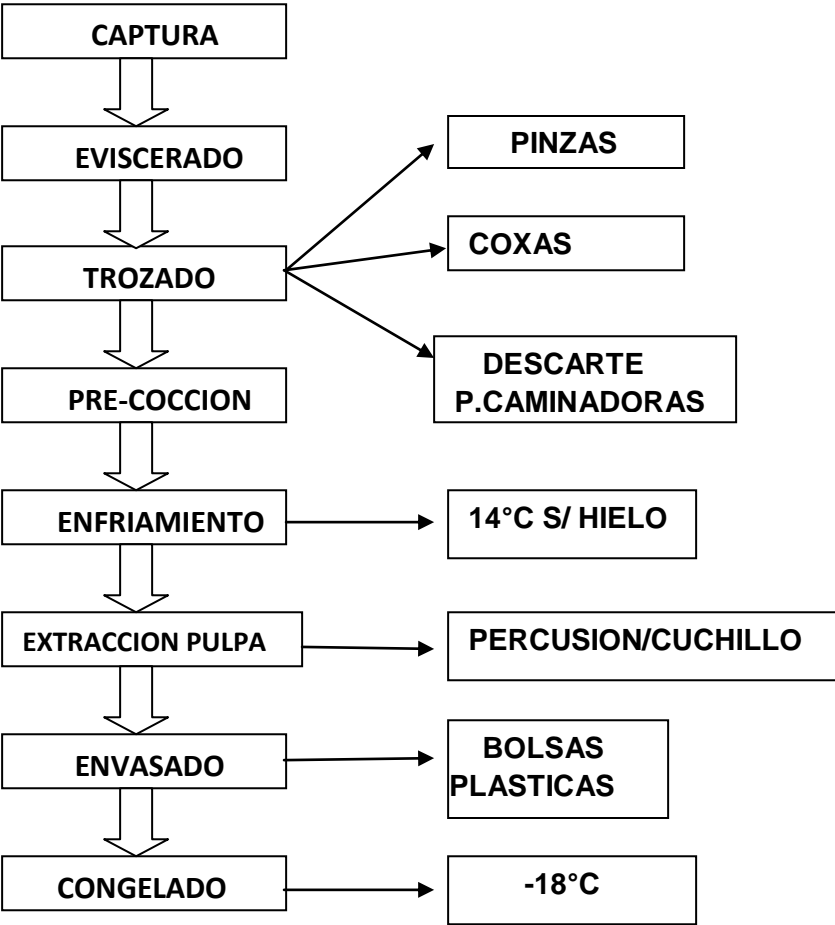 CAPTURA
EVISCERADO
PINZAS
TROZADO
COXAS
DESCARTE
P.CAMINADORAS
PRE-COCCION
ENFRIAMIENTO
14°C S/ HIELO
EXTRACCION PULPA
PERCUSION/CUCHILLO
ENVASADO
BOLSAS
PLASTICAS
CONGELADO
-18°C